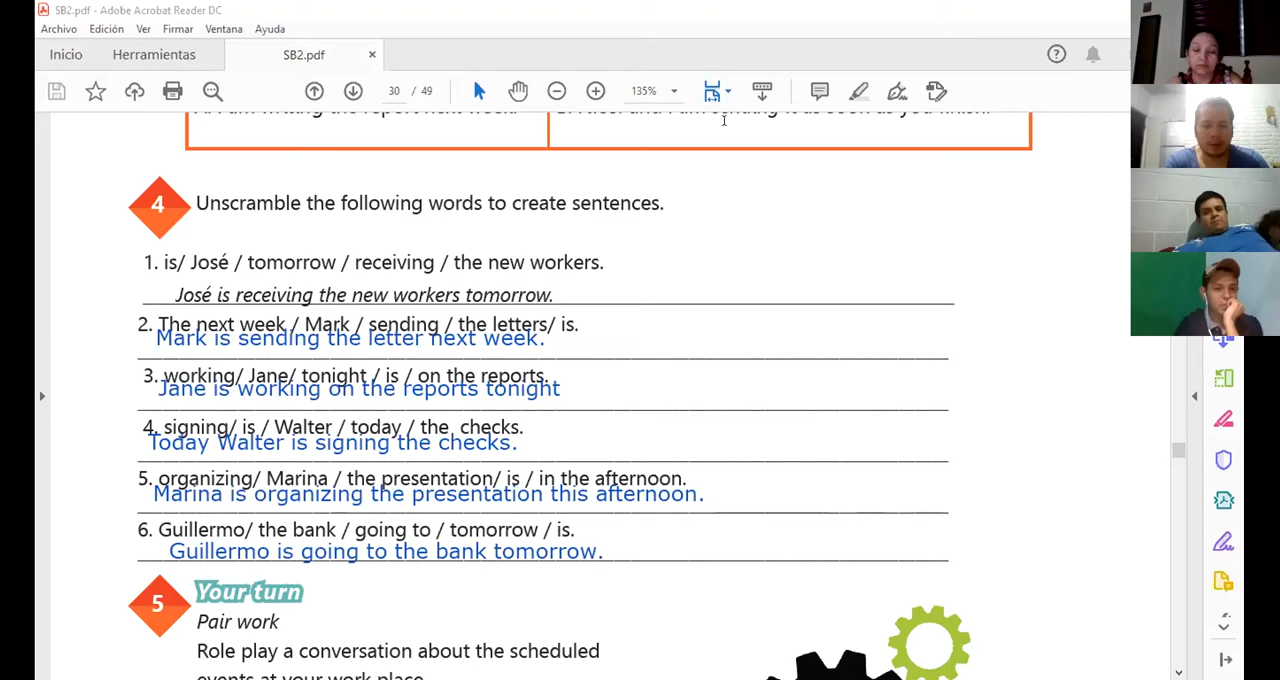 SB2.pdf - Adobe Acrobat Reader DC
Archivo Edición Ver Firmar Ventana Ayuda
Inicio Herramientas SB2.pdf ×
30 / 49 135%
4 Unscramble the following words to create sentences.
1. is/ José / tomorrow / receiving / the new workers.
José is receiving the new workers tomorrow.
2. The next week / Mark / sending / the letters/ is.
Mark is sending the letter next week.
3. working/ Jane/ tonight / is / on the reports.
Jane is working on the reports tonight
4. signing/ is / Walter / today / the checks.
Today Walter is signing the checks.
5. organizing/ Marina / the presentation/ is / in the afternoon.
Marina is organizing the presentation this afternoon.
6. Guillermo/ the bank / going to / tomorrow / is.
Guillermo is going to the bank tomorrow.
5 Your turn
Pair work
Role play a conversation about the scheduled
events at your work place